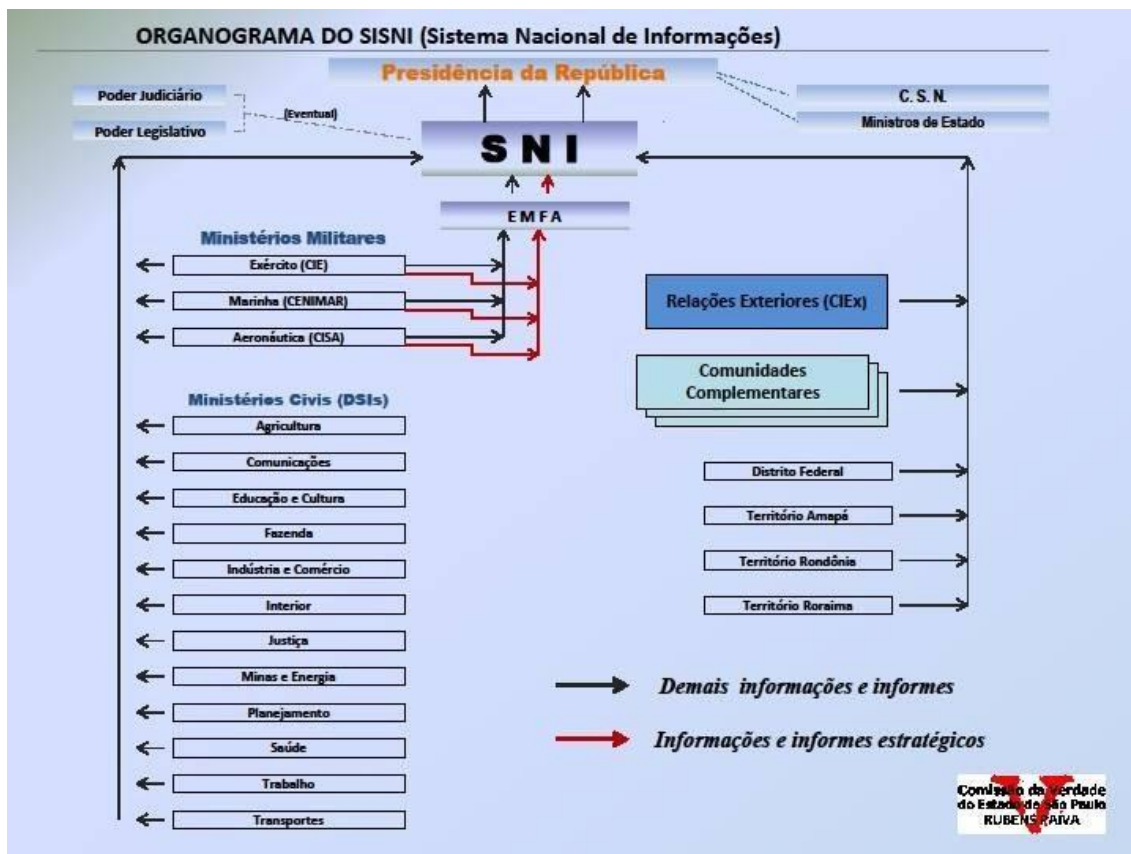 ORGANOGRAMA DO SISNI (Sistema Nacional de Informações)
Presidência da República
Poder Judiciário
(Eventual)
Poder Legislativo
C. S. N.
Ministros de Estado
S N I
E M F A
Ministérios Militares
Exército (CIE)
Marinha (CENIMAR)
Aeronáutica (CISA)
Ministérios Civis (DSIs)
Agricultura
Comunicações
Educação e Cultura
Fazenda
Indústria e Comércio
Interior
Justiça
Minas e Energia
Planejamento
Saúde
Trabalho
Transportes
Relações Exteriores (CIEx)
Comunidades
Complementares
Distrito Federal
Território Amapá
Território Rondônia
Território Roraima
Demais informações e informes
Informações e informes estratégicos
Comissão da Verdade
do Estado de São Paulo
RUBENS PAIVA